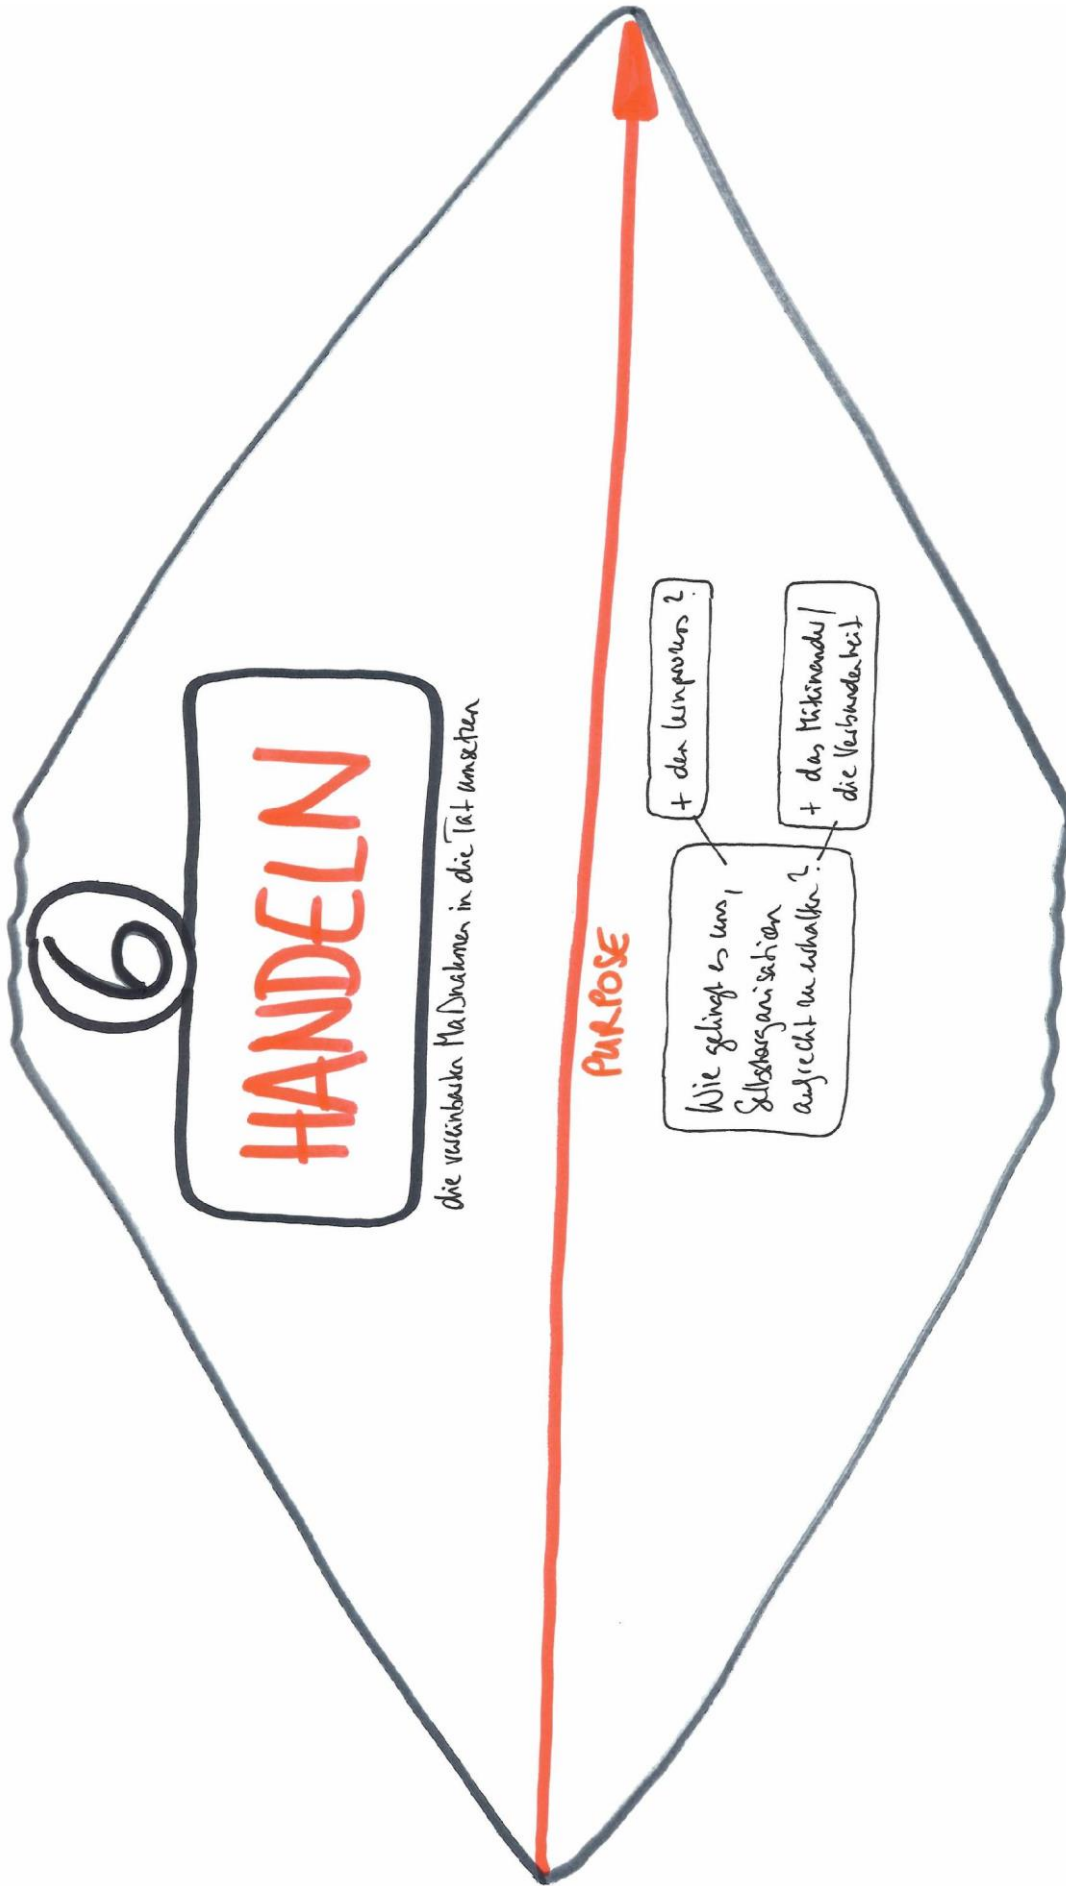 6
HANDELN
die vereinbarten Maßnahmen in die Tat umsetzen
PURPOSE
Wie gelingt es uns,
Selbstorganisation
aufrecht zu erhalten?
+ den Lernprozess?
+ das Miteinander/
die Verbundenheit